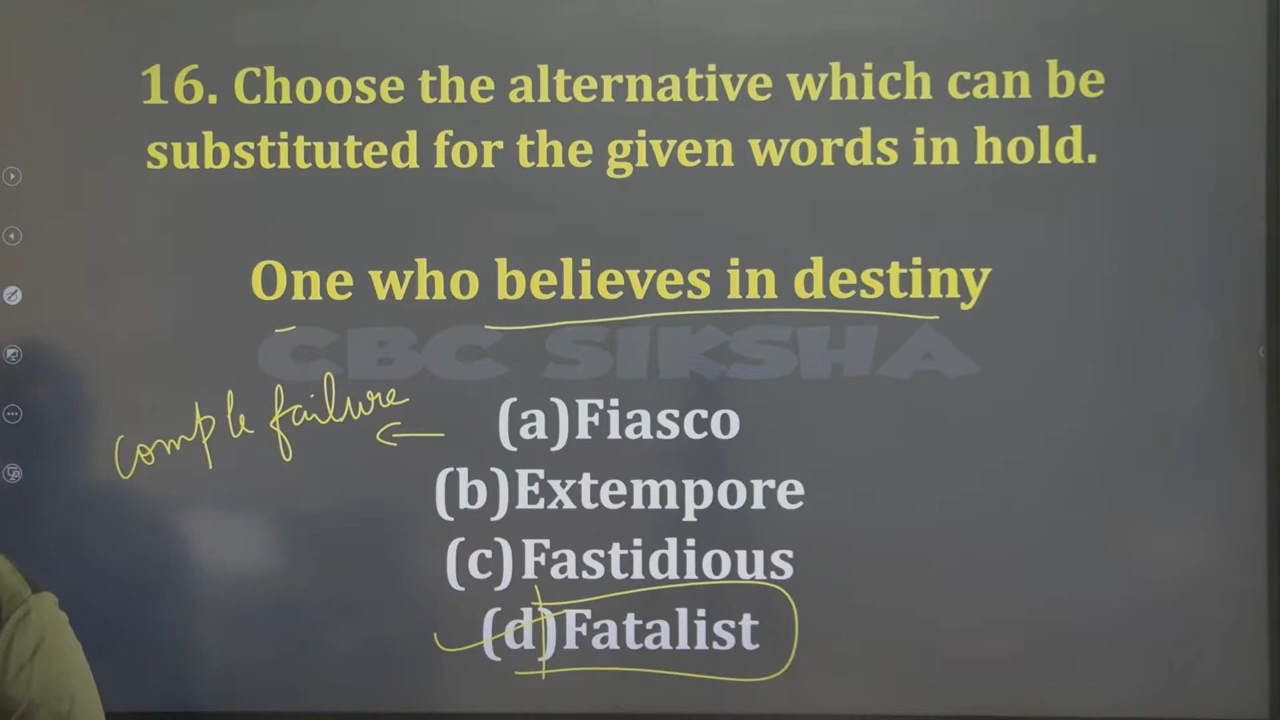 16. Choose the alternative which can be
substituted for the given words in hold.
One who believes in destiny
CBC SIKSHA
comple failure
(a)Fiasco
(b)Extempore
(c)Fastidious
(d)Fatalist